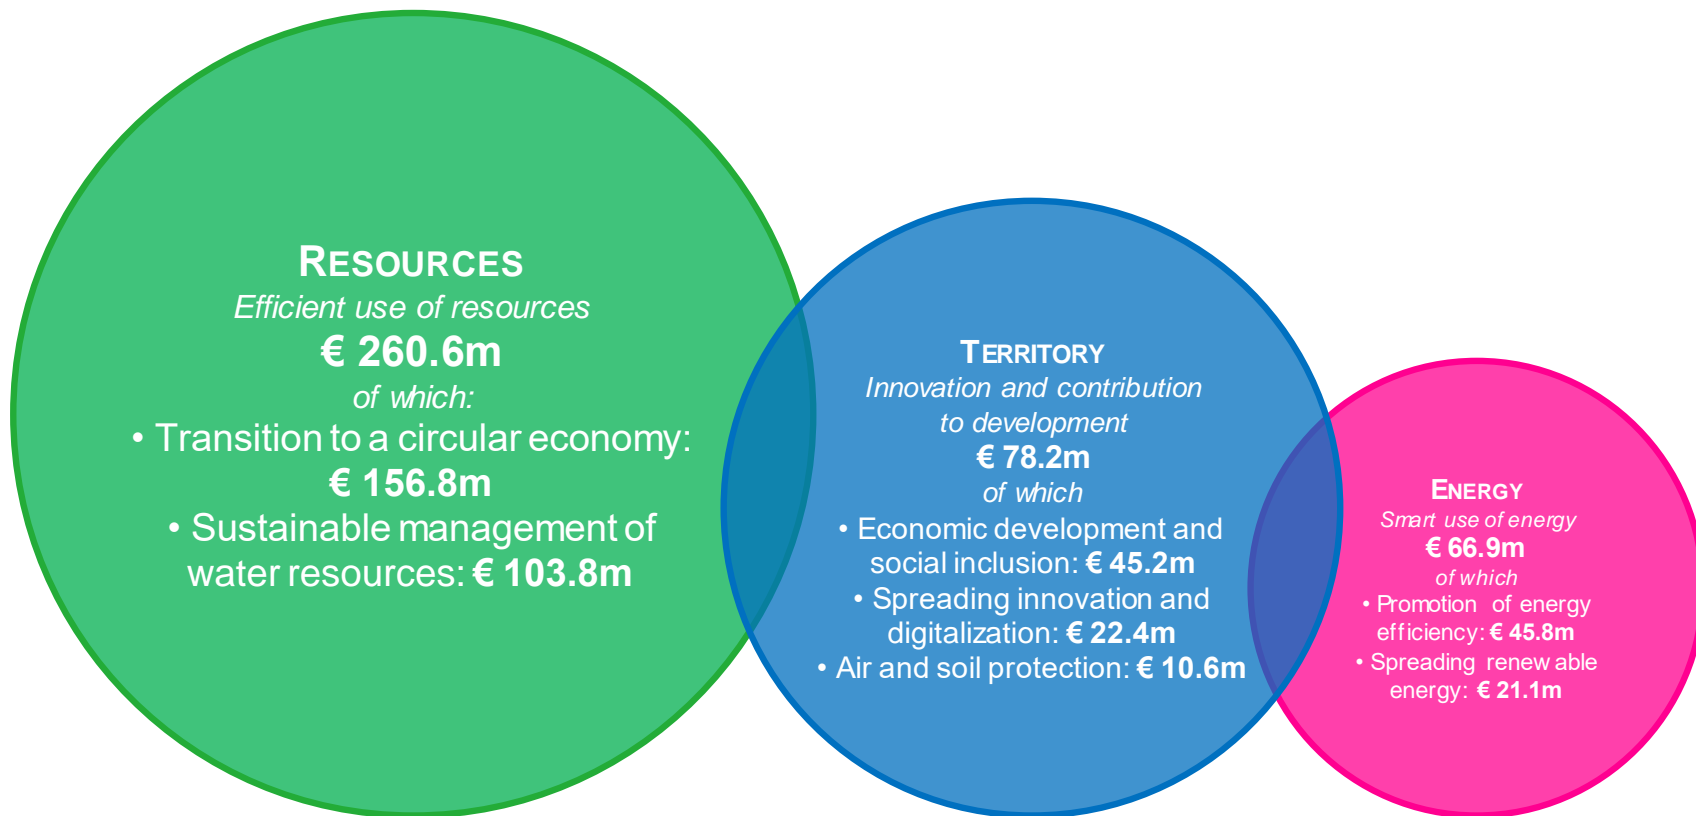 RESOURCES
Efficient use of resources
€ 260.6m
of which:
• Transition to a circular economy:
€ 156.8m
• Sustainable management of
water resources: € 103.8m
TERRITORY
Innovation and contribution
to development
€ 78.2m
of which
• Economic development and
social inclusion: € 45.2m
• Spreading innovation and
digitalization: € 22.4m
• Air and soil protection: € 10.6m
ENERGY
Smart use of energy
€ 66.9m
of which
• Promotion of energy
efficiency: € 45.8m
• Spreading renewable
energy: € 21.1m